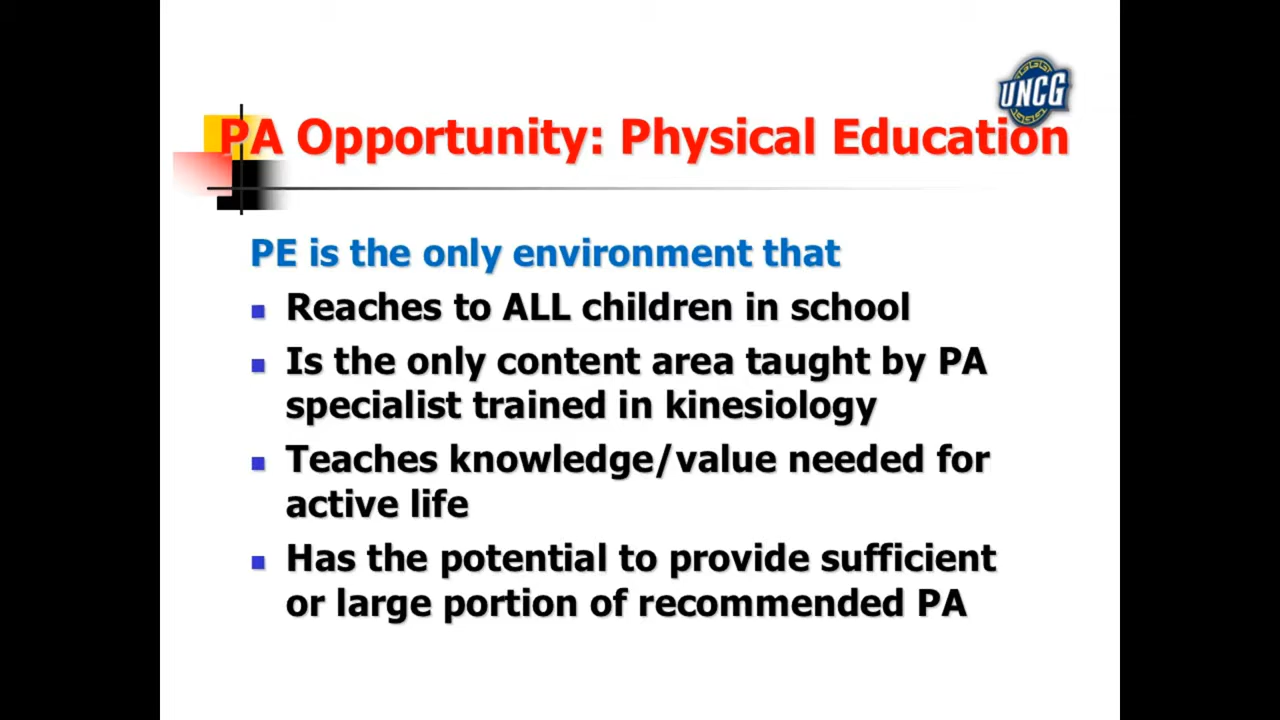 UNCG
PA Opportunity: Physical Education
PE is the only environment that
Reaches to ALL children in school
Is the only content area taught by PA
specialist trained in kinesiology
Teaches knowledge/value needed for
active life
Has the potential to provide sufficient
or large portion of recommended PA